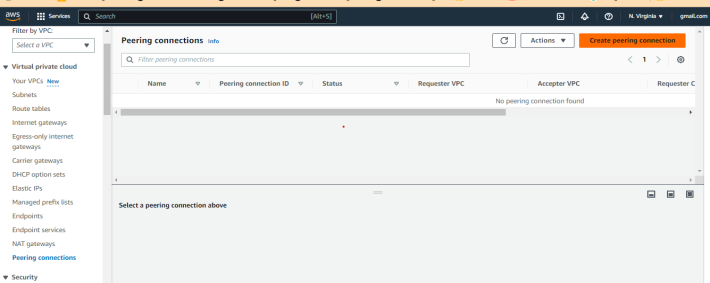 aws Services Search [Alt+S] N. Virginia gmail.com
Filter by VPC:
Select a VPC
Virtual private cloud
Your VPCs New
Subnets
Route tables
Internet gateways
Egress-only internet
gateways
Carrier gateways
DHCP option sets
Elastic IPs
Managed prefix lists
Endpoints
Endpoint services
NAT gateways
Peering connections
Security
Peering connections Info
Actions Create peering connection
Filter peering connections
1
Name Peering connection ID Status Requester VPC Accepter VPC Requester C
No peering connection found
Select a peering connection above